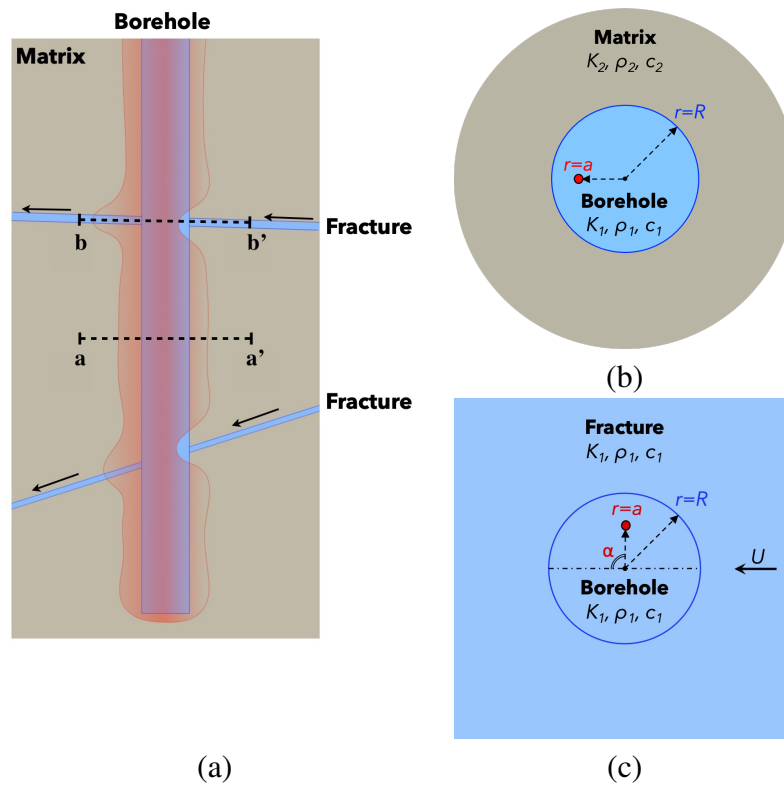 Borehole
Matrix
Fracture
b
b’
a
a’
Fracture
(a)
Matrix
K₂, ρ₂, c₂
r=R
r=a
Borehole
K₁, ρ₁, c₁
(b)
Fracture
K₁, ρ₁, c₁
r=a
r=R
α
U
Borehole
K₁, ρ₁, c₁
(c)